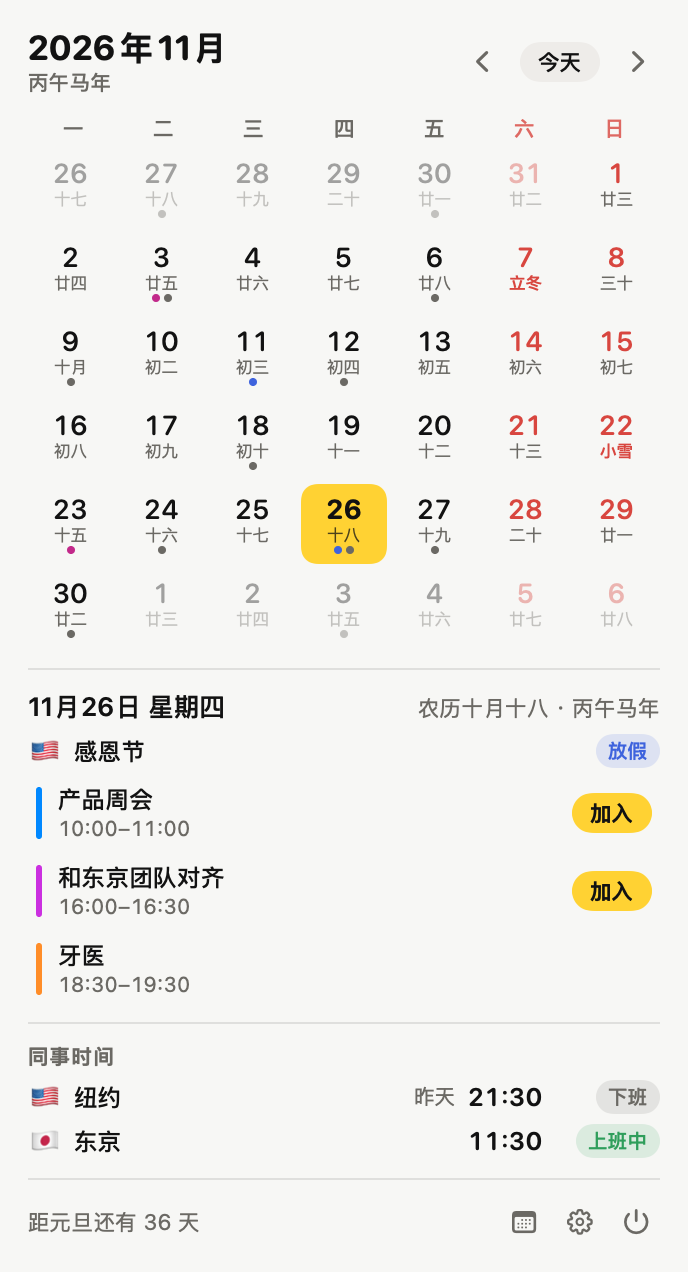 2026年11月
今天
丙午马年
一 二 三 四 五 六 日
26 27 28 29 30 31 1
十七 十八 十九 二十 廿一 廿二 廿三
2 3 4 5 6 7 8
廿四 廿五 廿六 廿七 廿八 立冬 三十
9 10 11 12 13 14 15
十月 初二 初三 初四 初五 初六 初七
16 17 18 19 20 21 22
初八 初九 初十 十一 十二 十三 小雪
23 24 25 26 27 28 29
十五 十六 十七 十八 十九 二十 廿一
30 1 2 3 4 5 6
廿二 廿三 廿四 廿五 廿六 廿七 廿八
11月26日 星期四 农历十月十八 · 丙午马年
感恩节 放假
产品周会
10:00–11:00
加入
和东京团队对齐
16:00–16:30
加入
牙医
18:30–19:30
同事时间
纽约 昨天 21:30 下班
东京 11:30 上班中
距元旦还有 36 天